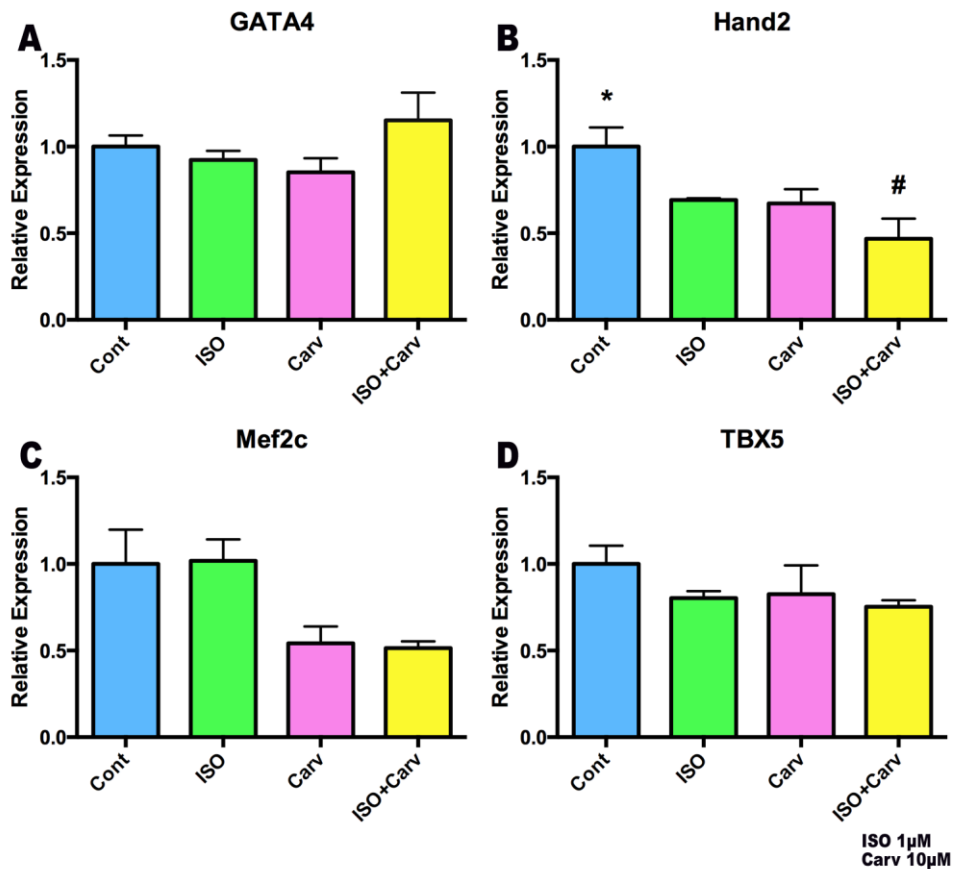 A
GATA4
Relative Expression
1.5
1.0
0.5
0.0
Cont
ISO
Carv
ISO+Carv
B
Hand2
Relative Expression
1.5
1.0
0.5
0.0
*
#
Cont
ISO
Carv
ISO+Carv
C
Mef2c
Relative Expression
1.5
1.0
0.5
0.0
Cont
ISO
Carv
ISO+Carv
D
TBX5
Relative Expression
1.5
1.0
0.5
0.0
Cont
ISO
Carv
ISO+Carv
ISO 1µM
Carv 10µM